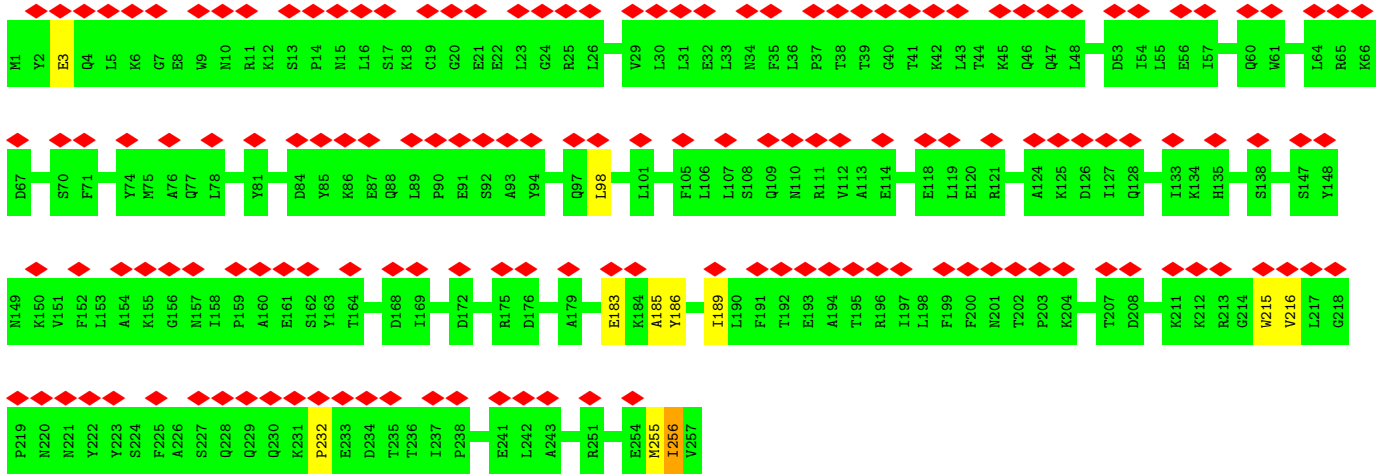 M1 Y2 E3 Q4 L5 K6 G7 E8 W9 N10 R11 K12 S13 P14 N15 L16 S17 K18 C19 G20 E21 E22 L23 G24 R25 L26 V29 L30 L31 E32 L33 N34 F35 L36 P37 T38 T39 G40 T41 K42 L43 T44 K45 Q46 Q47 L48 D53 I54 L55 E56 I57 Q60 W61 L64 R65 K66
D67 S70 F71 Y74 M75 A76 Q77 L78 Y81 D84 Y85 K86 E87 Q88 L89 P90 E91 S92 A93 Y94 Q97 L98 L101 F105 L106 L107 S108 Q109 N110 R111 V112 A113 E114 E118 L119 E120 R121 A124 K125 D126 I127 Q128 I133 K134 H135 S138 S147 Y148
N149 K150 V151 F152 L153 A154 K155 G156 N157 I158 P159 A160 E161 S162 Y163 T164 D168 I169 D172 R175 D176 A179 E183 K184 A185 Y186 I189 L190 F191 T192 E193 A194 T195 R196 I197 L198 F199 F200 N201 T202 P203 K204 T207 D208 K211 K212 R213 G214 W215 V216 L217 G218
P219 N220 N221 Y222 Y223 S224 F225 A226 S227 Q228 Q229 Q230 K231 P232 E233 D234 T235 T236 I237 P238 E241 L242 A243 R251 E254 M255 I256 V257